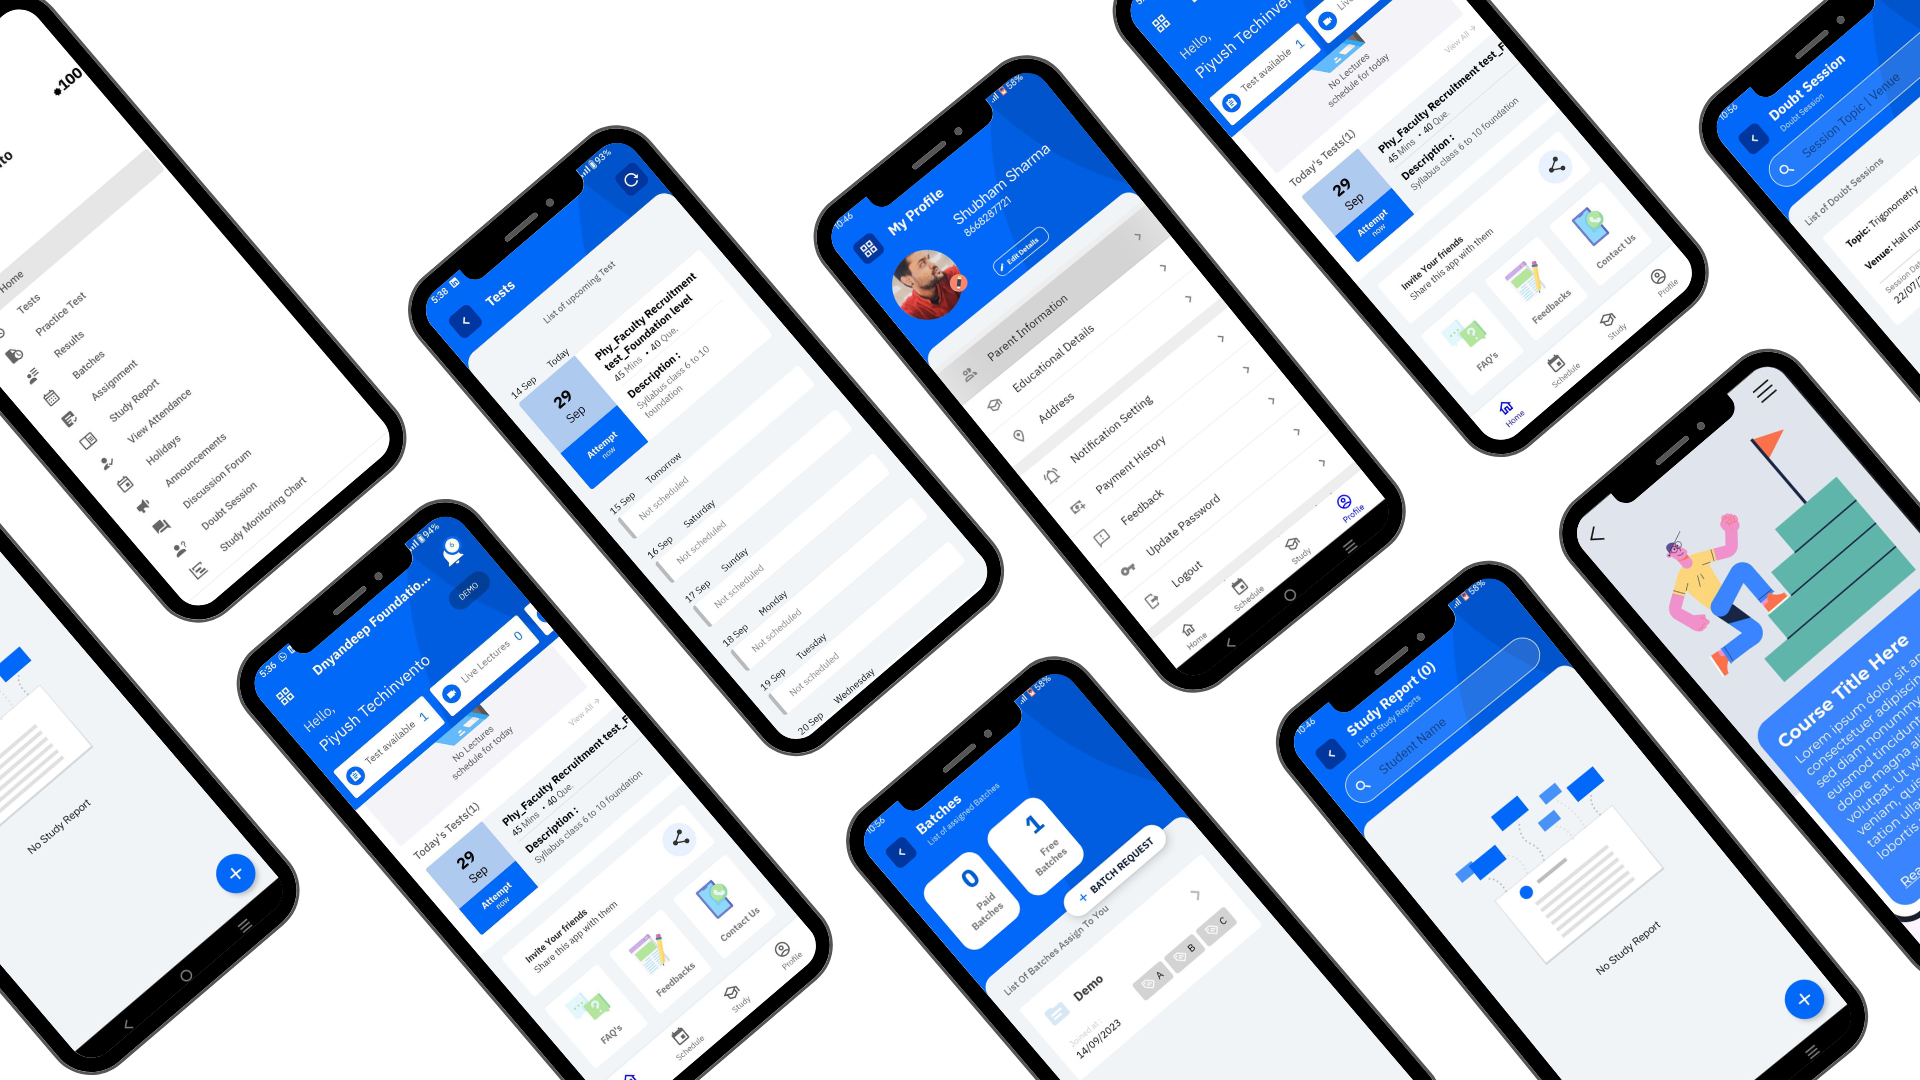 100
Home
Tests
Practice Test
Results
Batches
Assignment
Study Report
View Attendance
Holidays
Announcements
Discussion Forum
Doubt Session
Study Monitoring Chart
No Study Report
5:36
94%
Dnyandeep Foundatio...
6
DEMO
Hello,
Piyush Techinvento
Test available 1
Live Lectures 0
No Lectures
schedule for today
View All
Today's Tests(1)
29
Sep
Attempt
now
Phy_Faculty Recruitment test_F
45 Mins • 40 Que.
Description :
Syllabus class 6 to 10 foundation
Invite Your friends
Share this app with them
FAQ's
Feedbacks
Contact Us
Schedule
Study
Profile
5:38
93%
Tests
List of upcoming Test
14 Sep Today
29
Sep
Attempt
now
Phy_Faculty Recruitment
test_Foundation level
45 Mins • 40 Que.
Description :
Syllabus class 6 to 10
foundation
15 Sep Tomorrow
Not scheduled
16 Sep Saturday
Not scheduled
17 Sep Sunday
Not scheduled
18 Sep Monday
Not scheduled
19 Sep Tuesday
Not scheduled
20 Sep Wednesday
10:46
58%
My Profile
Shubham Sharma
8668287721
Edit Details
Parent Information
Educational Details
Address
Notification Setting
Payment History
Feedback
Update Password
Logout
Home
Schedule
Study
Profile
10:56
58%
Batches
List of assigned Batches
0
Paid
Batches
1
Free
Batches
+ BATCH REQUEST
List Of Batches Assign To You
Demo
A
B
C
Joined at :
14/09/2023
Hello,
Piyush Techinvento
Test available 1
No Lectures
schedule for today
View All
Today's Tests(1)
29
Sep
Attempt
now
Phy_Faculty Recruitment test_F
45 Mins • 40 Que.
Description :
Syllabus class 6 to 10 foundation
Invite Your friends
Share this app with them
FAQ's
Feedbacks
Contact Us
Home
Schedule
Study
Profile
10:46
58%
Study Report (0)
List of Study Reports
Student Name
No Study Report
10:56
Doubt Session
Doubt Session
Session Topic | Venue
List of Doubt Sessions
Topic: Trigonometry
Venue: Hall
22/07/
Course Title Here
Lorem ipsum dolor sit
consectetuer adipiscin
sed diam nonummy
euismod tincidunt
dolore magna
volutpat. Ut wi
veniam, quis
tation
lobortis